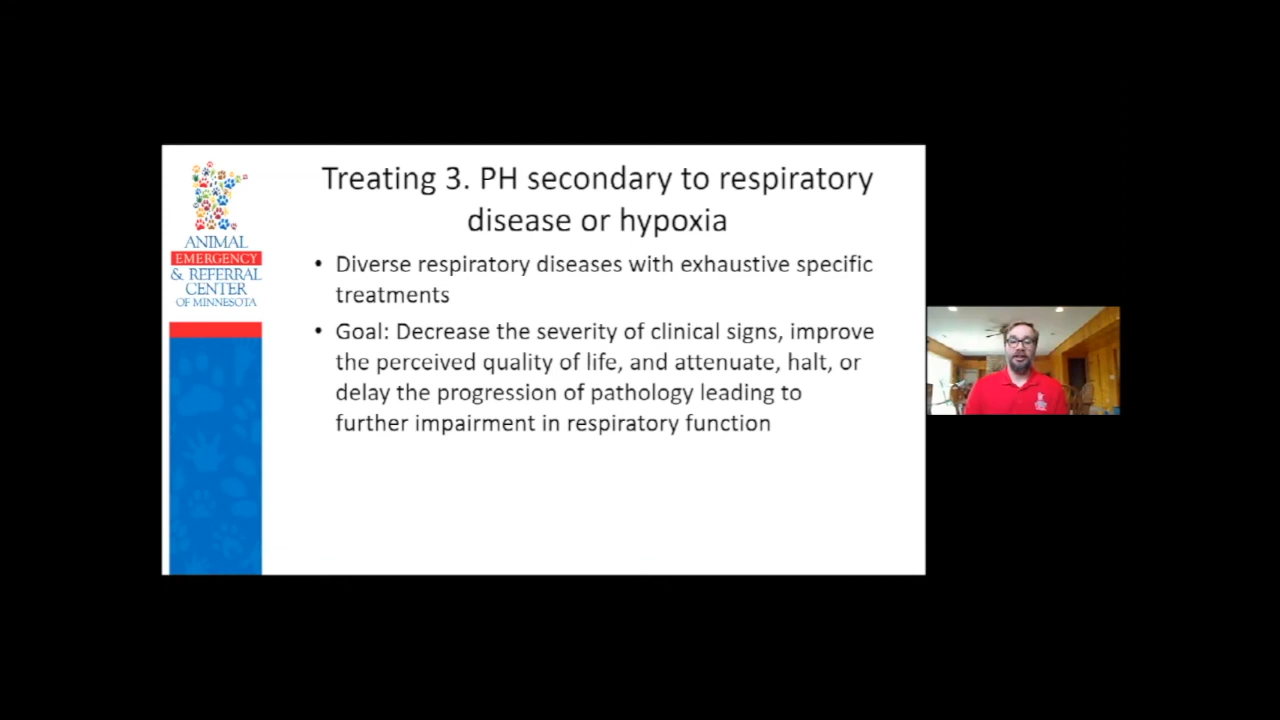 Treating 3. PH secondary to respiratory
disease or hypoxia
ANIMAL
EMERGENCY
& REFERRAL
CENTER
OF MINNESOTA
• Diverse respiratory diseases with exhaustive specific
treatments
• Goal: Decrease the severity of clinical signs, improve
the perceived quality of life, and attenuate, halt, or
delay the progression of pathology leading to
further impairment in respiratory function